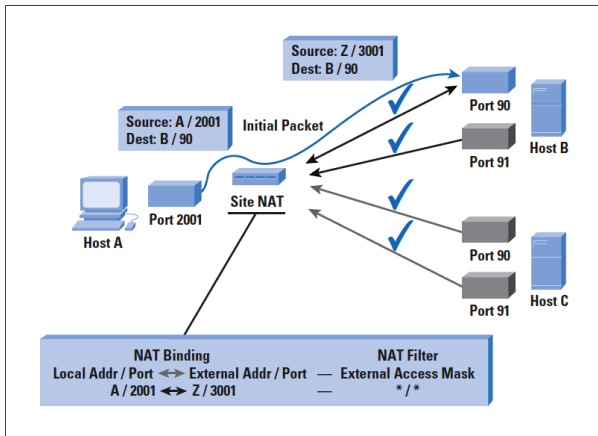 Source: Z / 3001
Dest: B / 90
Source: A / 2001
Dest: B / 90
Initial Packet
Port 90
Host B
Port 91
Site NAT
Port 2001
Host A
Port 90
Host C
Port 91
NAT Binding NAT Filter
Local Addr / Port External Addr / Port — External Access Mask
A / 2001 Z / 3001 — * / *